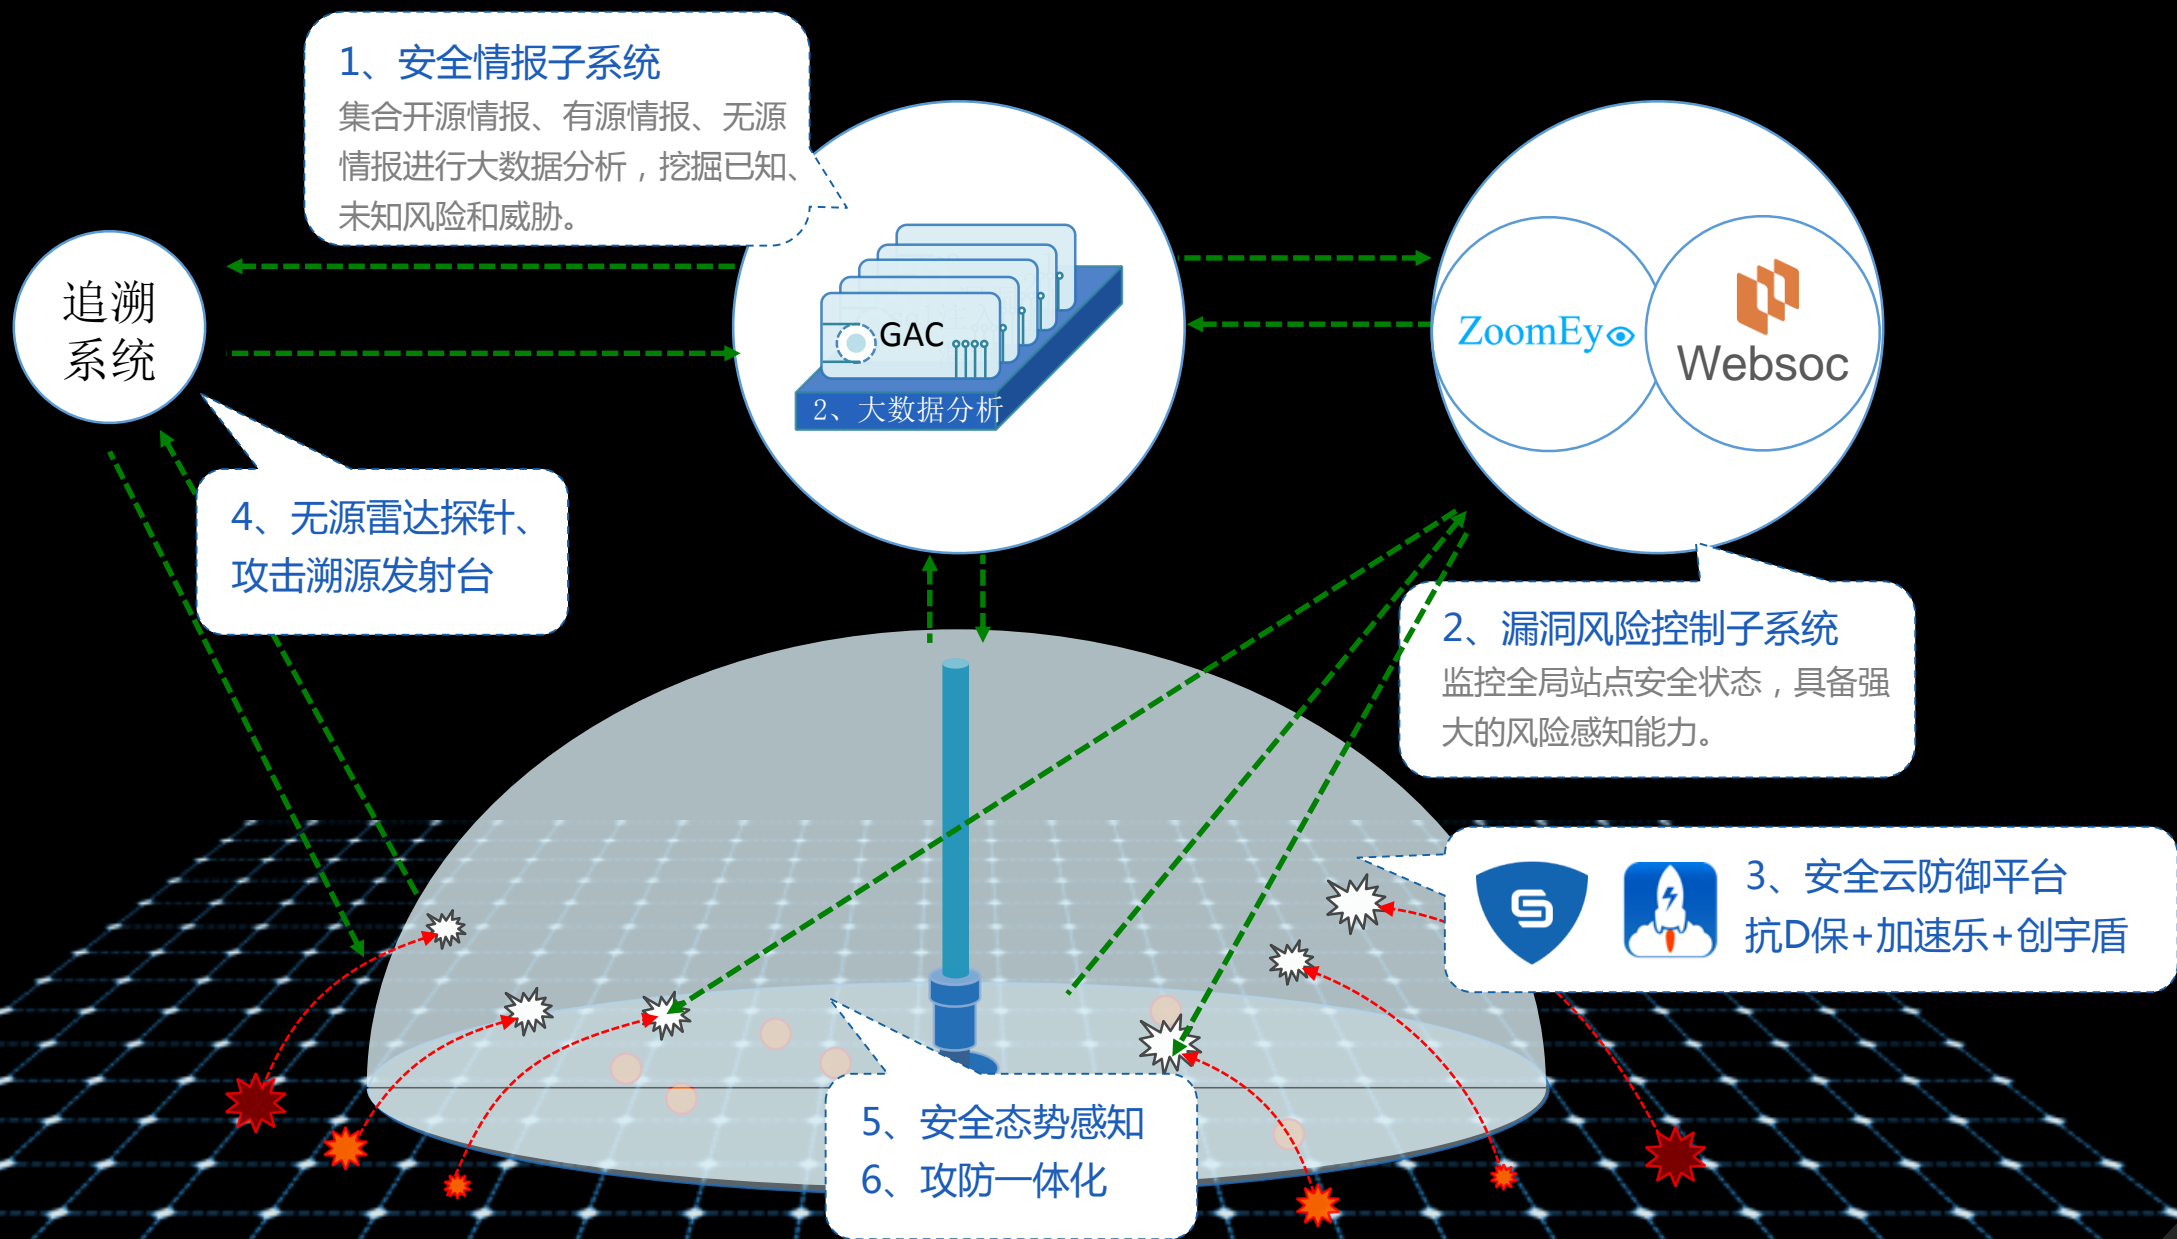 1、安全情报子系统
集合开源情报、有源情报、无源
情报进行大数据分析，挖掘已知、
未知风险和威胁。
追溯
系统
GAC
2、大数据分析
ZoomEye
Websoc
4、无源雷达探针、
攻击溯源发射台
2、漏洞风险控制子系统
监控全局站点安全状态，具备强
大的风险感知能力。
3、安全云防御平台
抗D保+加速乐+创宇盾
5、安全态势感知
6、攻防一体化